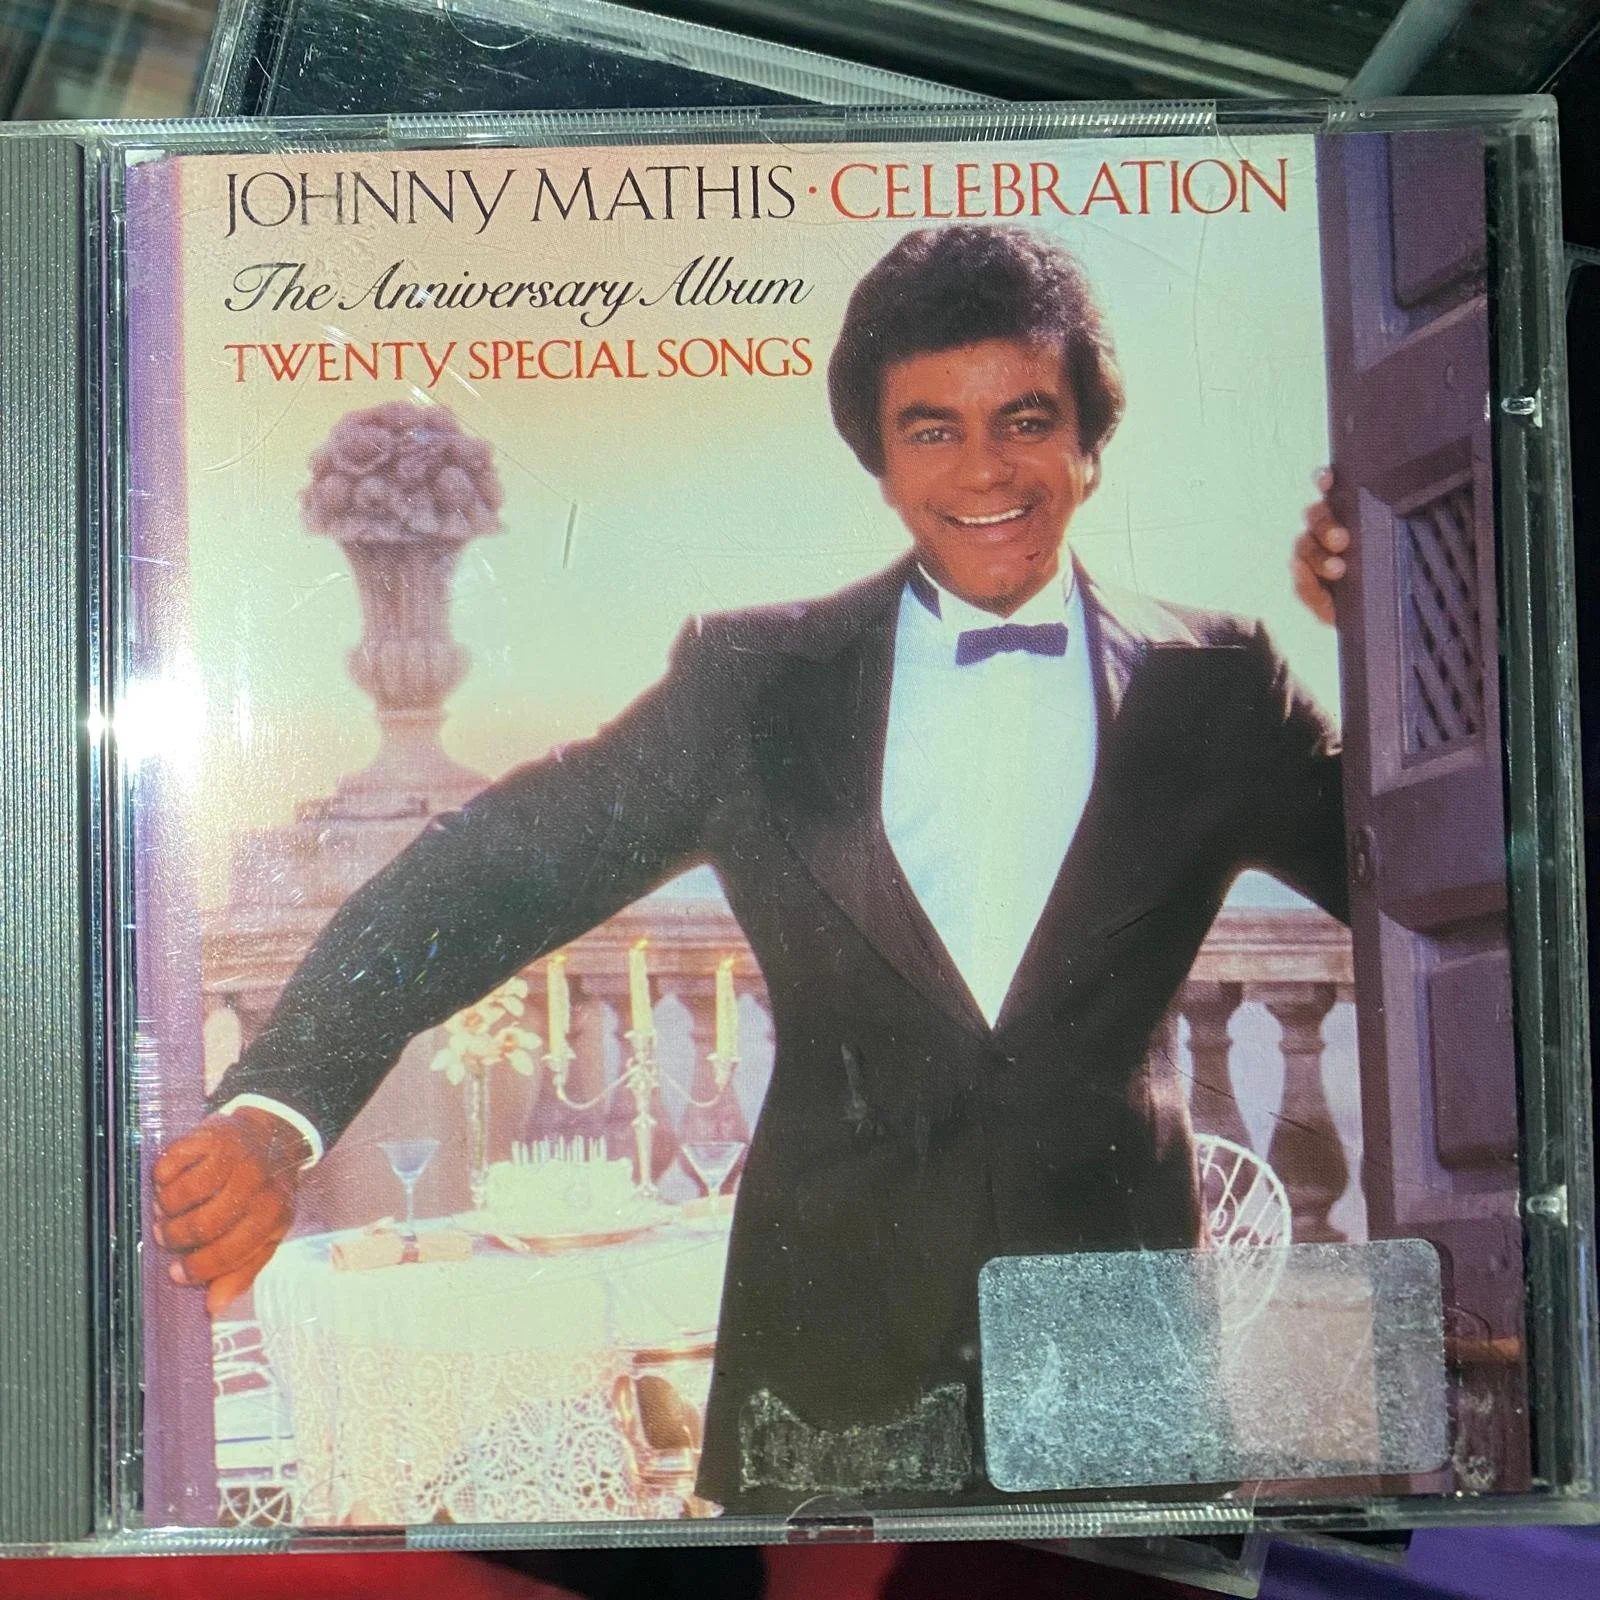 JOHNNY MATHIS · CELEBRATION
The Anniversary Album
TWENTY SPECIAL SONGS